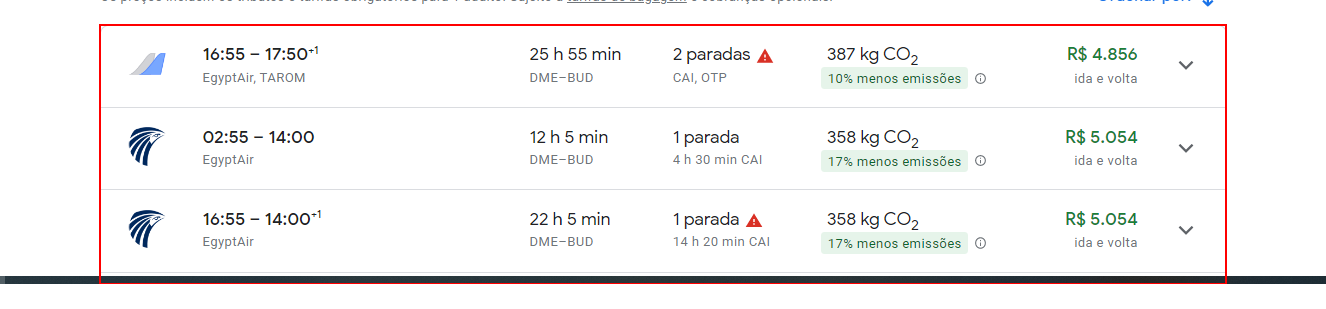 16:55 – 17:50+1
25 h 55 min
2 paradas
387 kg CO2
R$ 4.856
EgyptAir, TAROM
DME–BUD
CAI, OTP
10% menos emissões
ida e volta
02:55 – 14:00
12 h 5 min
1 parada
358 kg CO2
R$ 5.054
EgyptAir
DME–BUD
4 h 30 min CAI
17% menos emissões
ida e volta
16:55 – 14:00+1
22 h 5 min
1 parada
358 kg CO2
R$ 5.054
EgyptAir
DME–BUD
14 h 20 min CAI
17% menos emissões
ida e volta